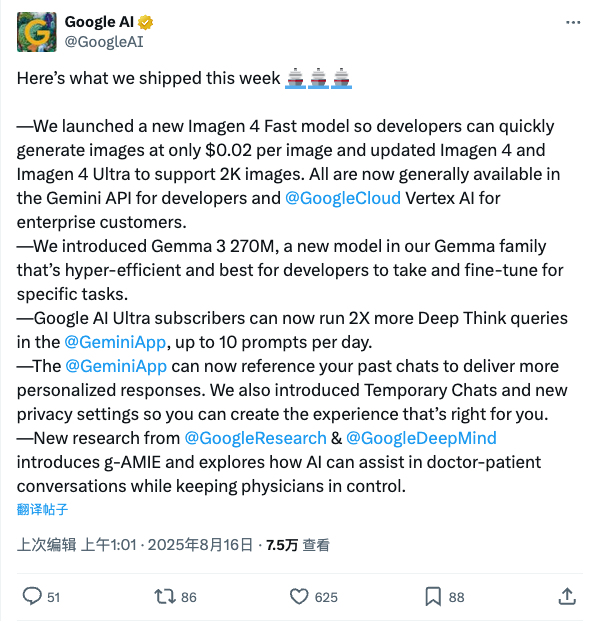 Google AI
@GoogleAI
Here’s what we shipped this week 🚢🚢🚢
—We launched a new Imagen 4 Fast model so developers can quickly
generate images at only $0.02 per image and updated Imagen 4 and
Imagen 4 Ultra to support 2K images. All are now generally available in
the Gemini API for developers and @GoogleCloud Vertex AI for
enterprise customers.
—We introduced Gemma 3 270M, a new model in our Gemma family
that’s hyper-efficient and best for developers to take and fine-tune for
specific tasks.
—Google AI Ultra subscribers can now run 2X more Deep Think queries
in the @GeminiApp, up to 10 prompts per day.
—The @GeminiApp can now reference your past chats to deliver more
personalized responses. We also introduced Temporary Chats and new
privacy settings so you can create the experience that’s right for you.
—New research from @GoogleResearch & @GoogleDeepMind
introduces g-AMIE and explores how AI can assist in doctor-patient
conversations while keeping physicians in control.
翻译帖子
上次编辑 上午1:01 · 2025年8月16日 · 7.5万 查看
51 86 625 88